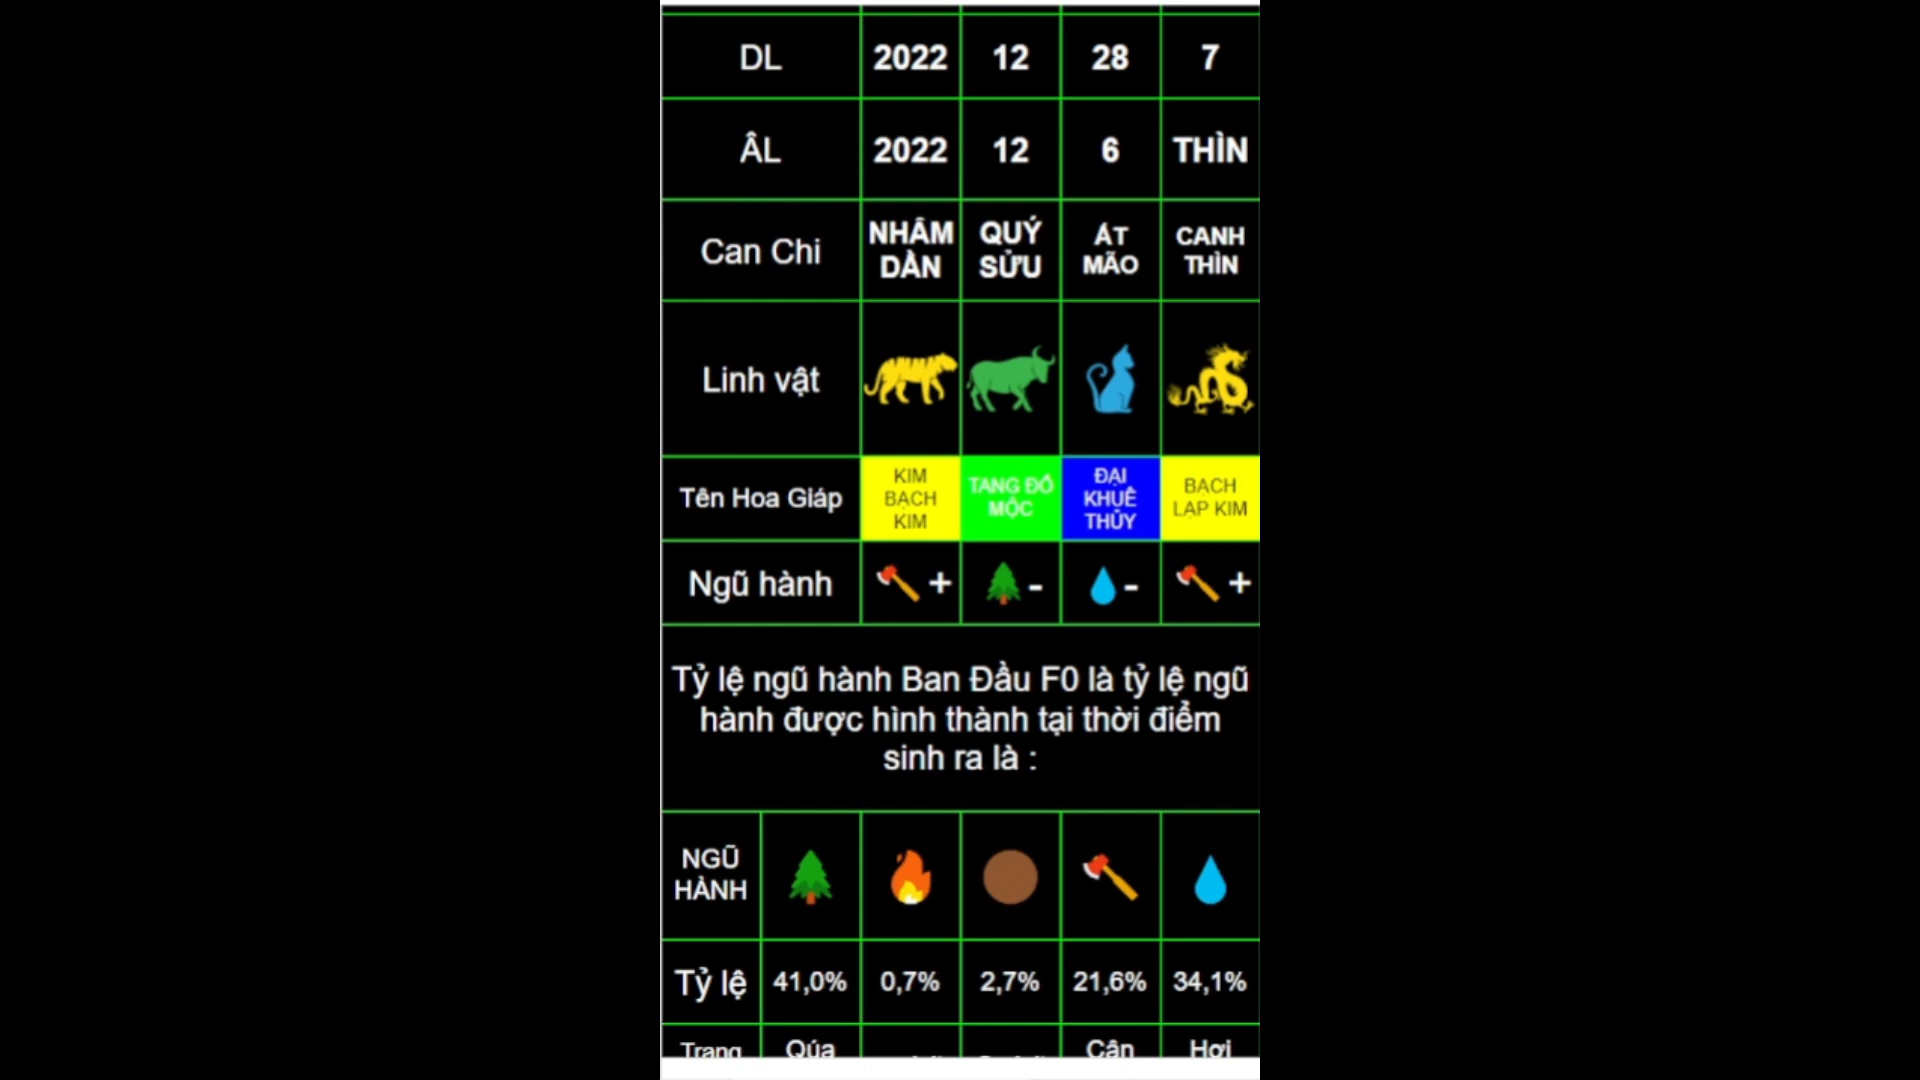 DL 2022 12 28 7
ÂL 2022 12 6 THÌN
Can Chi NHÂM DẦN QUÝ SỬU ÁT MÃO CANH THÌN
Linh vật
Tên Hoa Giáp KIM BẠCH KIM TANG ĐỐ MỘC ĐẠI KHUÊ THỦY BẠCH LẠP KIM
Ngũ hành + - - +
Tỷ lệ ngũ hành Ban Đầu F0 là tỷ lệ ngũ
hành được hình thành tại thời điểm
sinh ra là :
NGŨ HÀNH
Tỷ lệ 41,0% 0,7% 2,7% 21,6% 34,1%
Trạng Qúa Cân Hơi